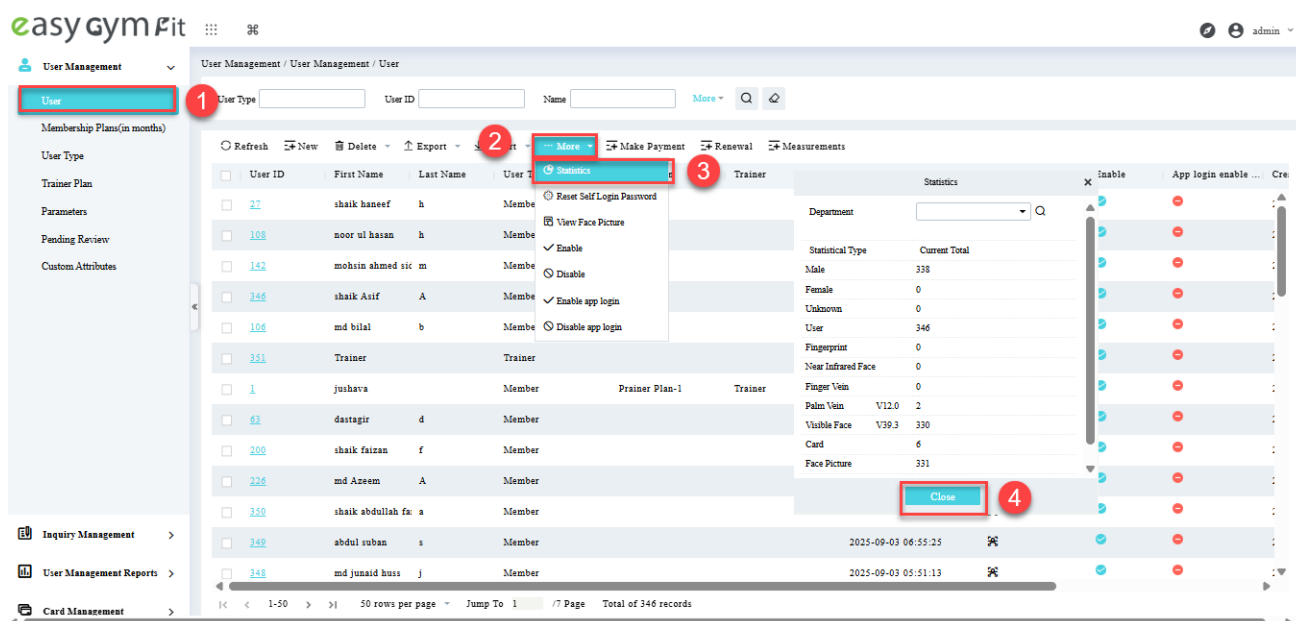 easy Gym Fit
admin
User Management
User Management / User Management / User
User
1
User Type
User ID
Name
More
Membership Plans(in months)
User Type
Trainer Plan
Parameters
Pending Review
Custom Attributes
2
Refresh
New
Delete
Export
More
Make Payment
Renewal
Measurements
3
Statistics
Reset Self Login Password
View Face Picture
Enable
Disable
Enable app login
Disable app login
User ID First Name Last Name Trainer Enable App login enable ...
27 shaik haneef h
108 noor ul hasan h
142 mohsin ahmed m
346 shaik Asif A
106 md bilal b
351 Trainer Trainer
1 jushava Member Prainer Plan-1 Trainer
63 dastagir d Member
200 shaik faizan f Member
226 md Azeem A Member
350 shaik abdullah a Member
349 abdul suban s Member 2025-09-03 06:55:25
348 md junaid huss j Member 2025-09-03 05:51:13
Statistics
Department
Statistical Type Current Total
Male 338
Female 0
Unknown 0
User 346
Fingerprint 0
Near Infrared Face 0
Finger Vein 0
Palm Vein V12.0 2
Visible Face V39.3 330
Card 6
Face Picture 331
Close
4
Inquiry Management
User Management Reports
Card Management
1-50 50 rows per page Jump To 1 /7 Page Total of 346 records